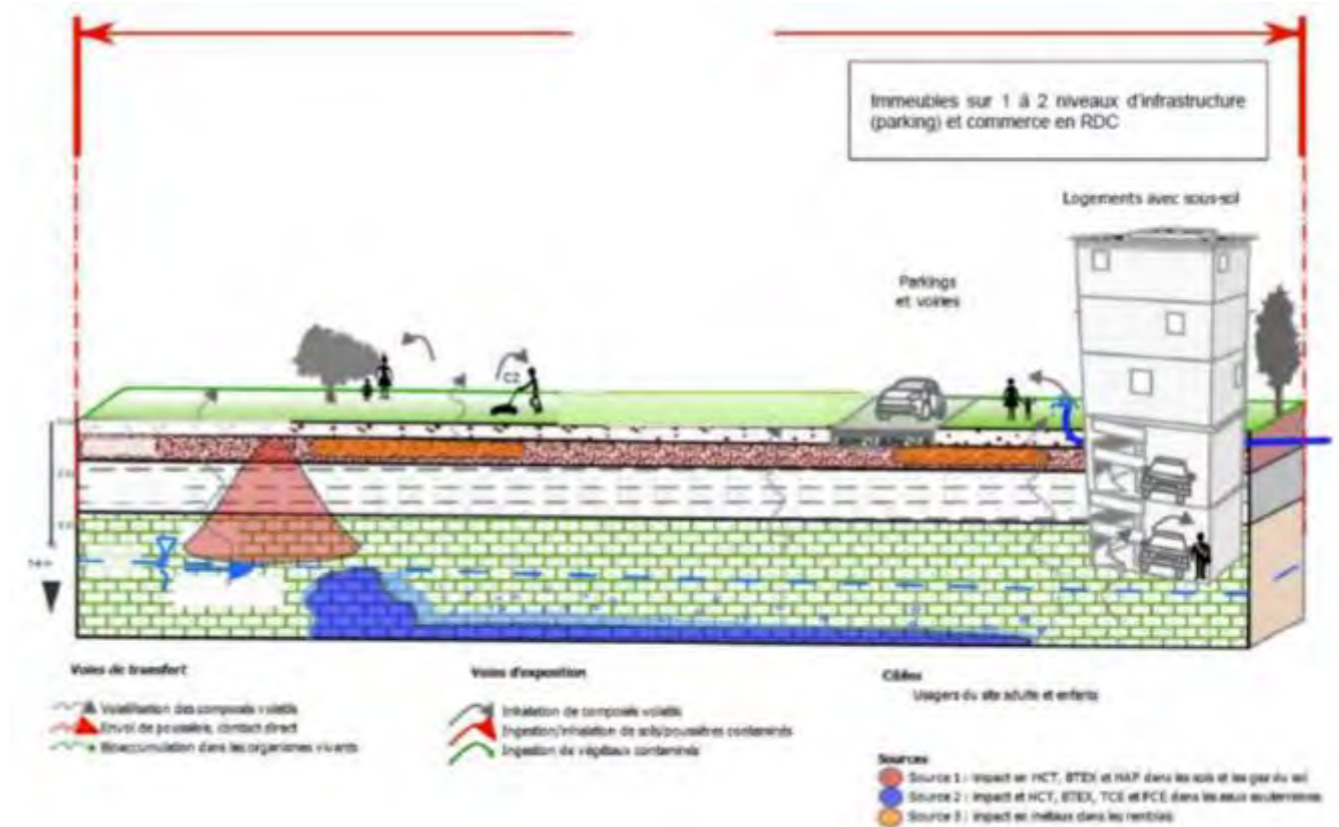 Immeubles sur 1 à 2 niveaux d'infrastructure
(parking) et commerce en RDC
Logements avec sous-sol
Parkings
et voiries
C2
Voies de transfert
Volatilisation des composés volatils
Envol de poussière, contact direct
Bioaccumulation dans les organismes vivants
Voies d'exposition
Inhalation de composés volatils
Ingestion/inhalation de sols/poussières contaminés
Ingestion de végétaux contaminés
Cibles
Usagers du site adulte et enfants
Sources
Source 1 : impact en HCT, BTEX et HAP dans les sols et les gaz du sol
Source 2 : impact et HCT, BTEX, TCE et PCE dans les eaux souterraines
Source 3 : impact en métaux dans les remblais